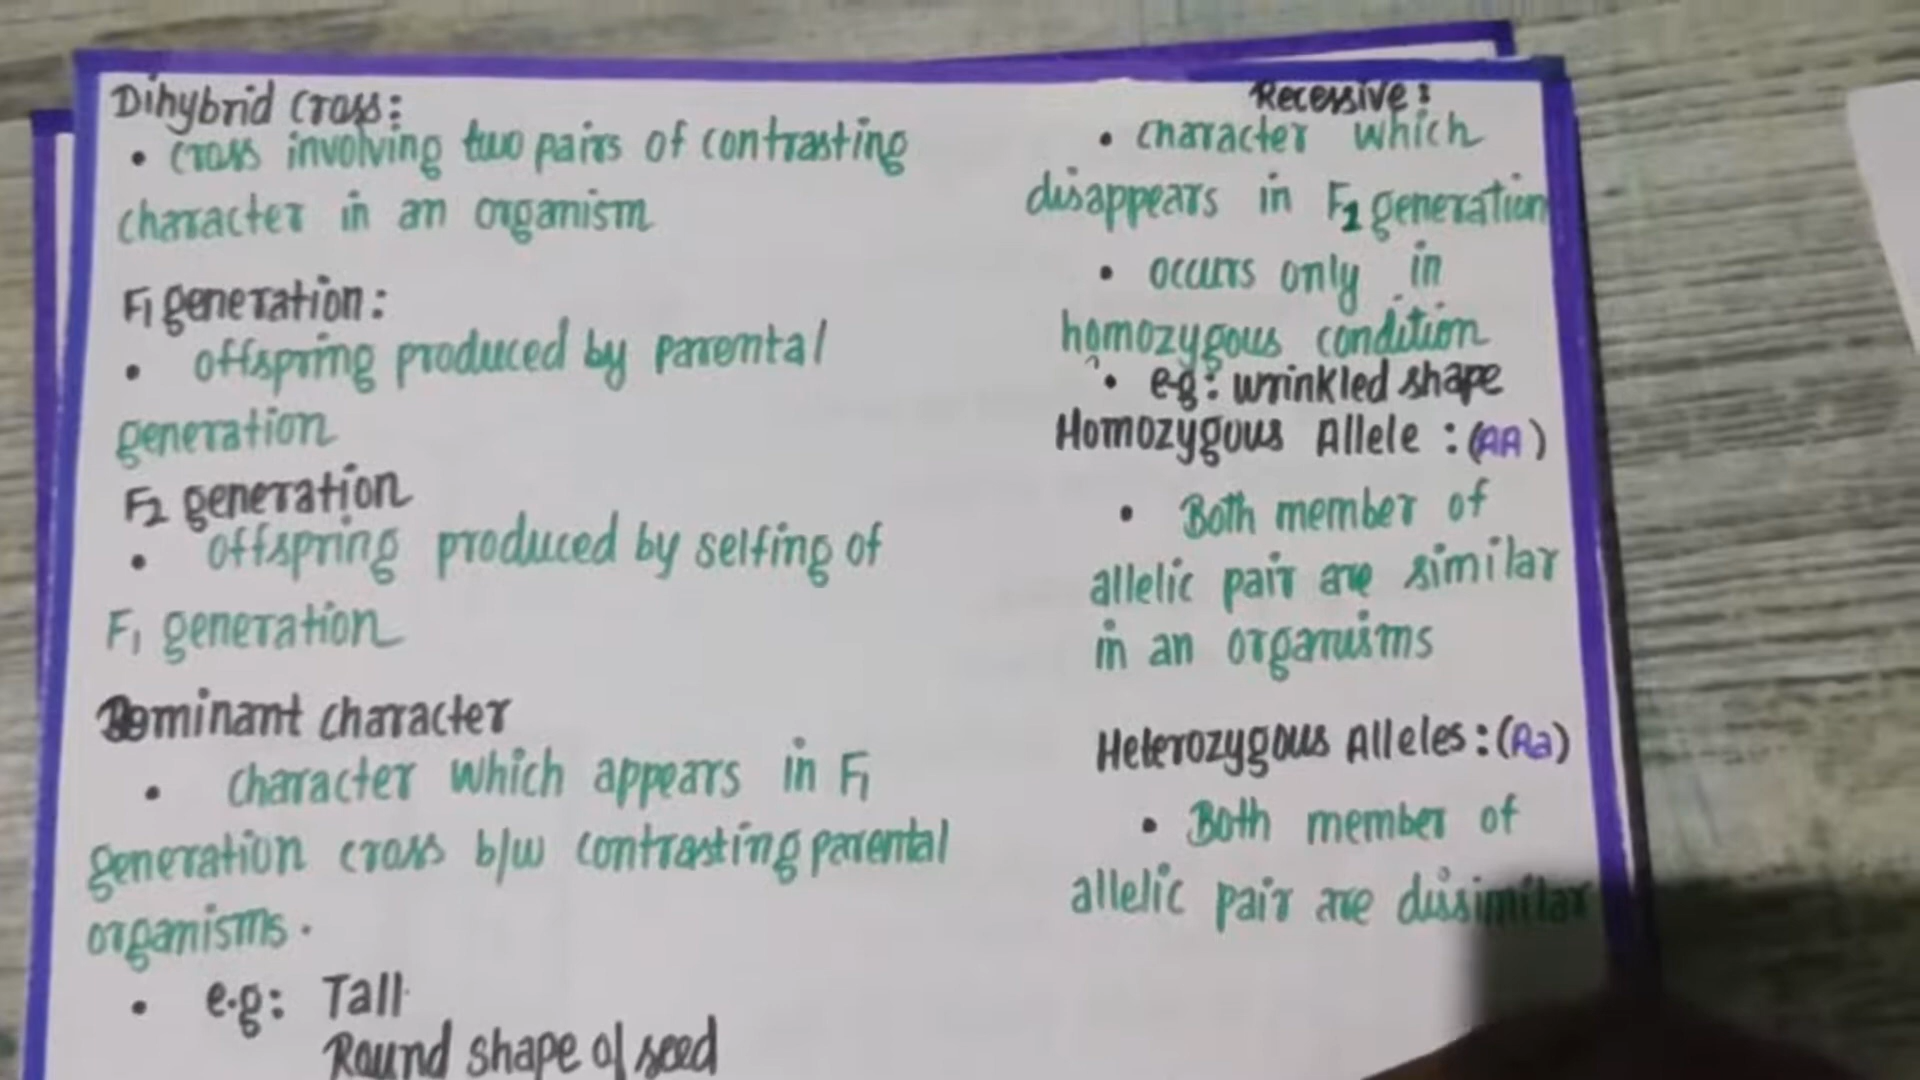 Dihybrid cross:
• cross involving two pairs of contrasting
character in an organism
F1 generation:
• offspring produced by parental
generation
F2 generation
• offspring produced by selfing of
F1 generation
Dominant character
• character which appears in F1
generation cross b/w contrasting parental
organisms.
• e.g: Tall
Round shape of seed
Recessive:
• character which
disappears in F1 generation
• occurs only in
homozygous condition
• e.g: wrinkled shape
Homozygous Allele : (AA)
• Both member of
allelic pair are similar
in an organisms
Heterozygous Alleles : (Aa)
• Both member of
allelic pair are dissimilar